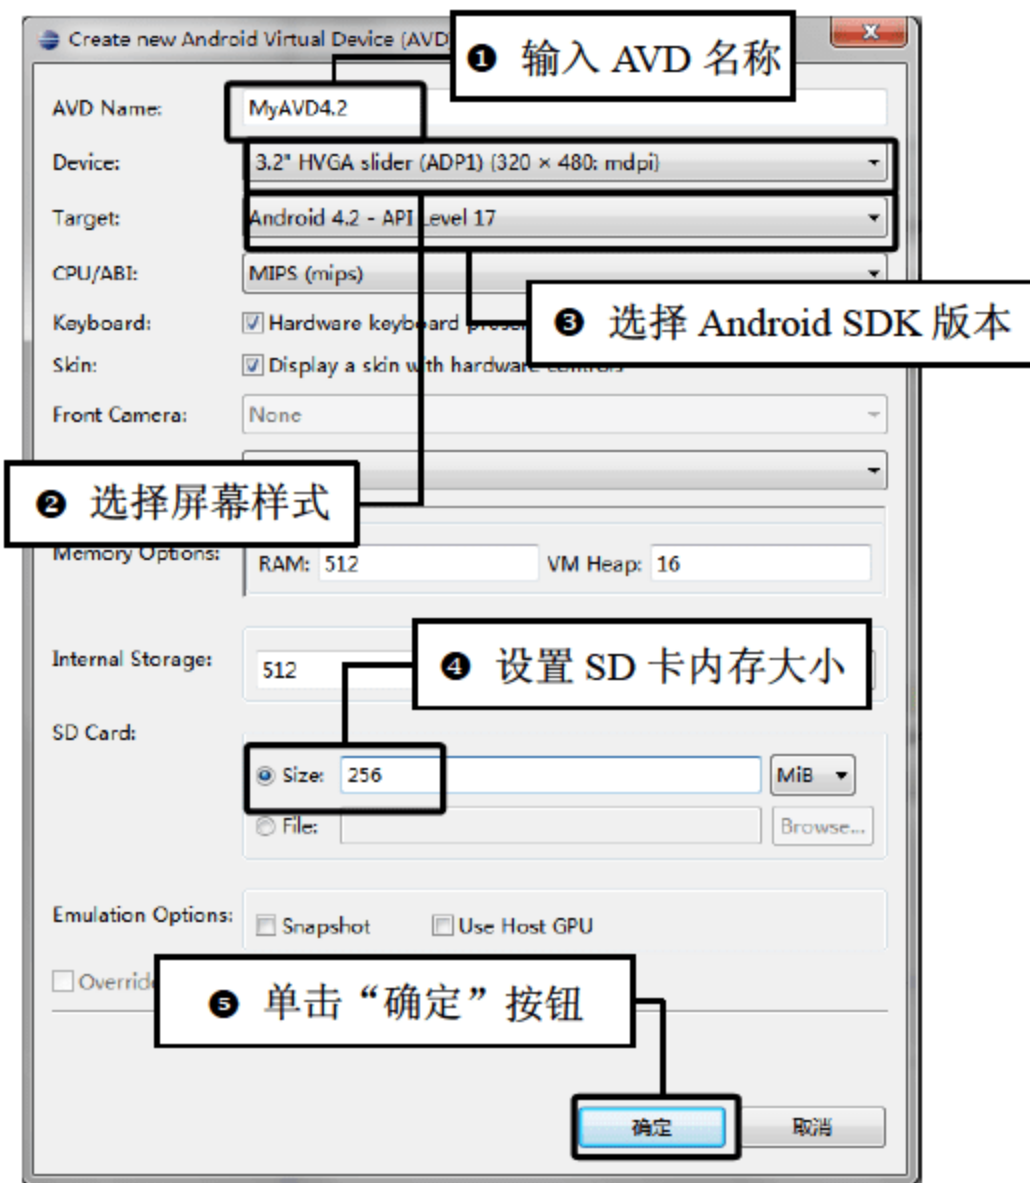 Create new Android Virtual Device (AVD
❶ 输入 AVD 名称
AVD Name: MyAVD4.2
Device: 3.2" HVGA slider (ADP1) (320 × 480: mdpi)
Target: Android 4.2 - API Level 17
CPU/ABI: MIPS (mips)
❸ 选择 Android SDK 版本
Keyboard: Hardware keyboard
Skin: Display a skin with hardware
Front Camera: None
❷ 选择屏幕样式
Memory Options: RAM: 512 VM Heap: 16
Internal Storage: 512
❹ 设置 SD 卡内存大小
SD Card:
Size: 256 MiB
File: Browse...
Emulation Options: Snapshot Use Host GPU
❺ 单击“确定”按钮
确定 取消